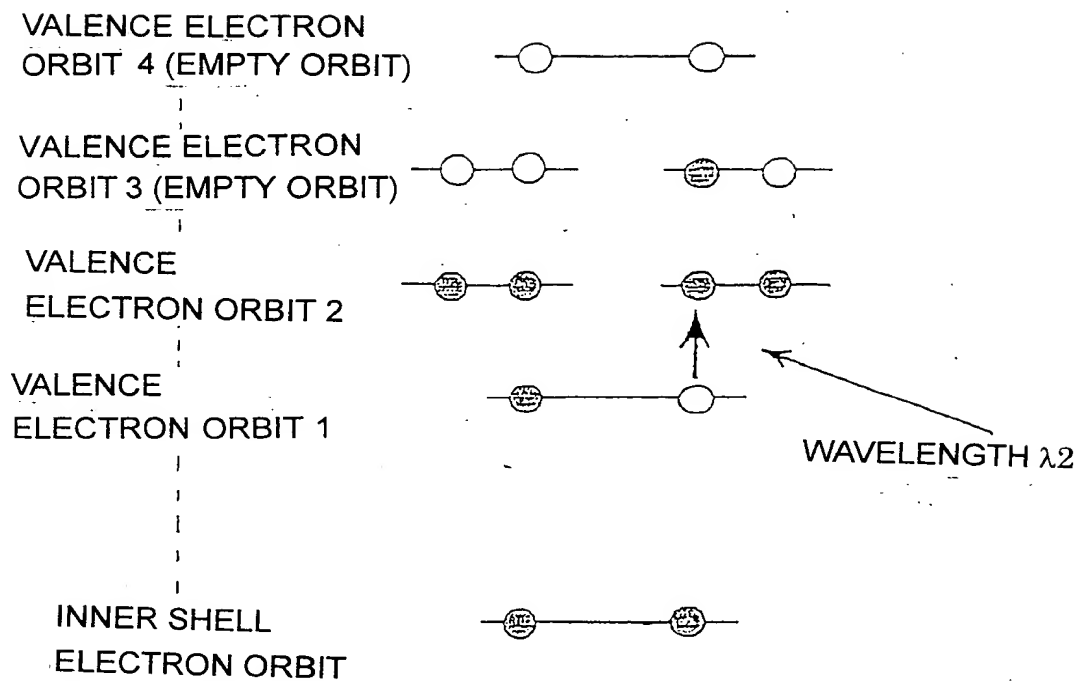 VALENCE ELECTRON
ORBIT 4 (EMPTY ORBIT)
VALENCE ELECTRON
ORBIT 3 (EMPTY ORBIT)
VALENCE
ELECTRON ORBIT 2
VALENCE
ELECTRON ORBIT 1
WAVELENGTH λ2
INNER SHELL
ELECTRON ORBIT